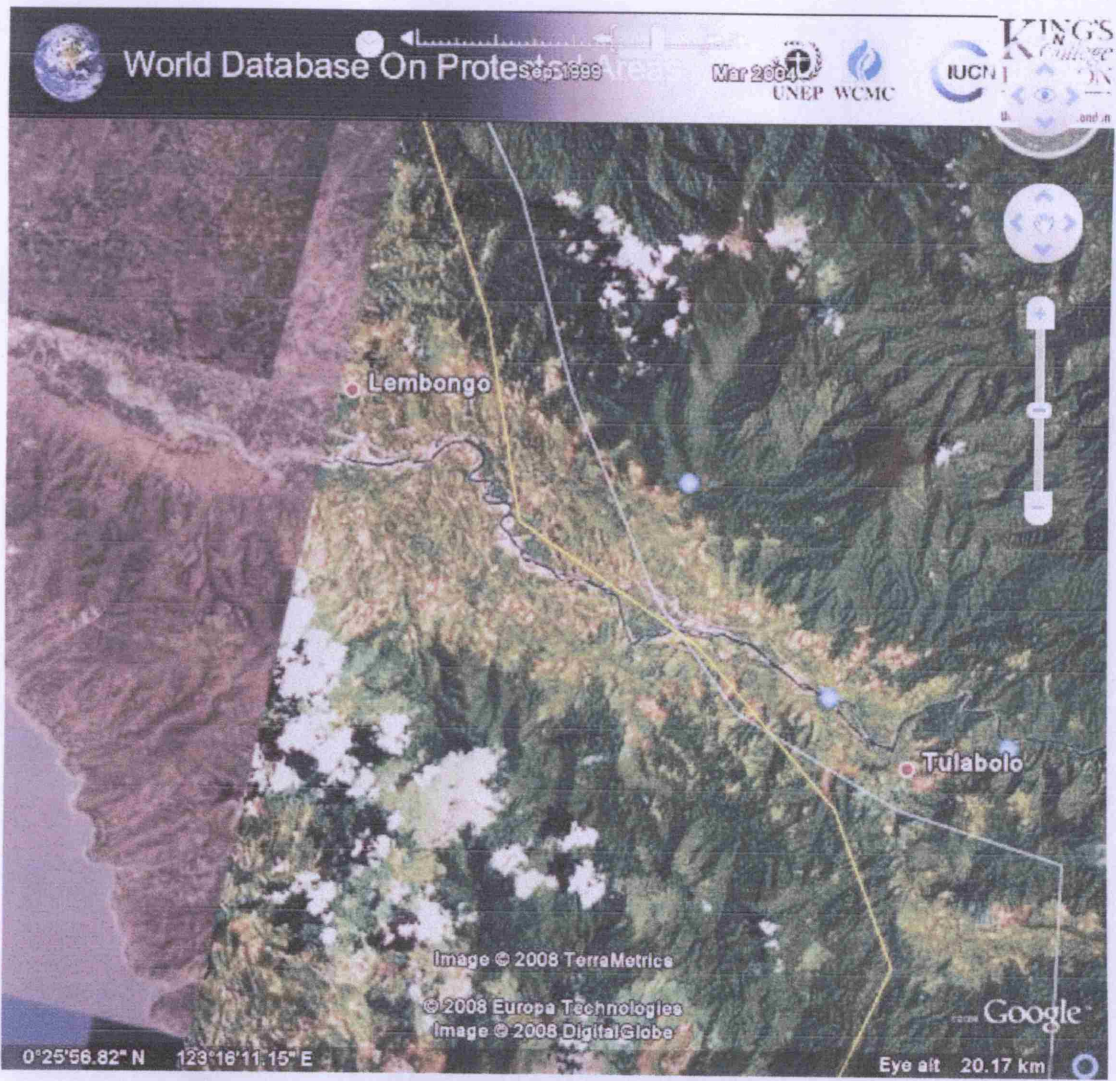 World Database On Protected Areas
Sep 1999
Mar 2004
UNEP WCMC
IUCN
KING'S
College
N
Lembongo
Tulabolo
Image © 2008 TerraMetrics
© 2008 Europa Technologies
Image © 2008 DigitalGlobe
Google
0°25'56.82" N 123°16'11.15" E
Eye alt 20.17 km